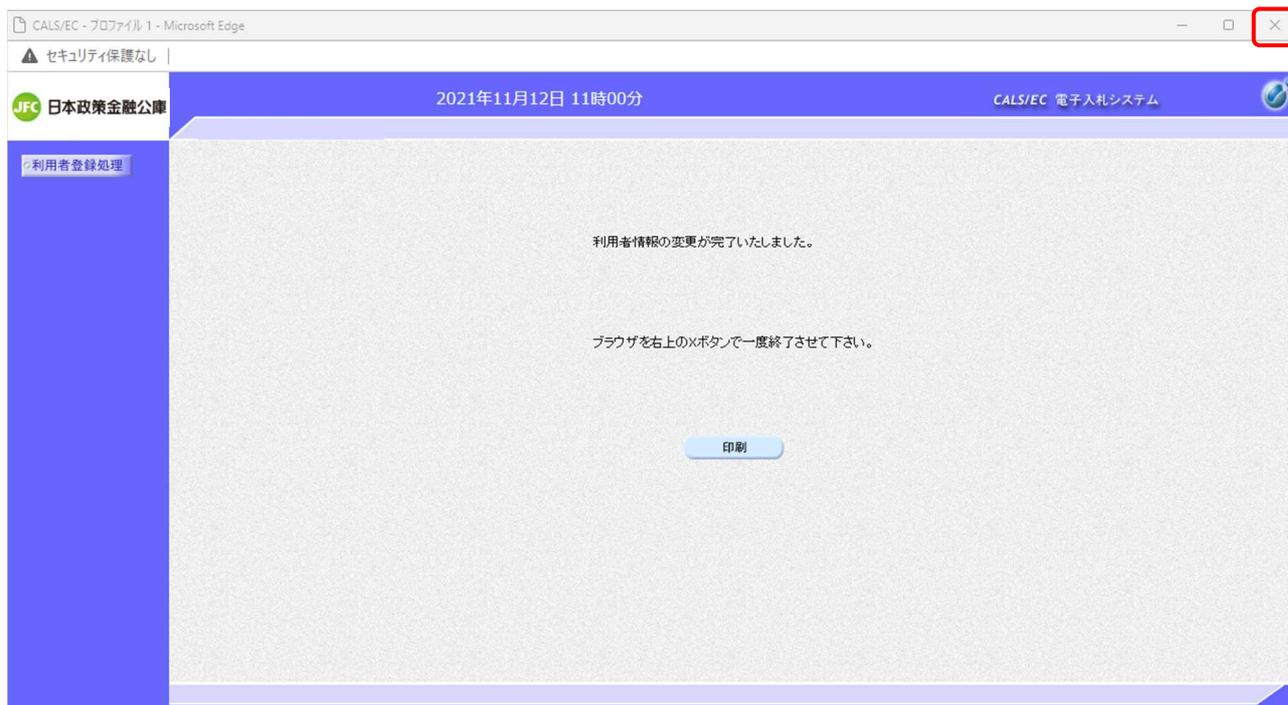 CALS/EC - プロファイル 1 - Microsoft Edge
セキュリティ保護なし
JFC 日本政策金融公庫
2021年11月12日 11時00分
CALS/EC 電子入札システム
利用者登録処理
利用者情報の変更が完了いたしました。
ブラウザを右上の×ボタンで一度終了させて下さい。
印刷